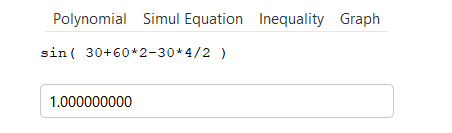 Polynomial Simul Equation Inequality Graph
sin( 30+60*2-30*4/2 )
1.000000000